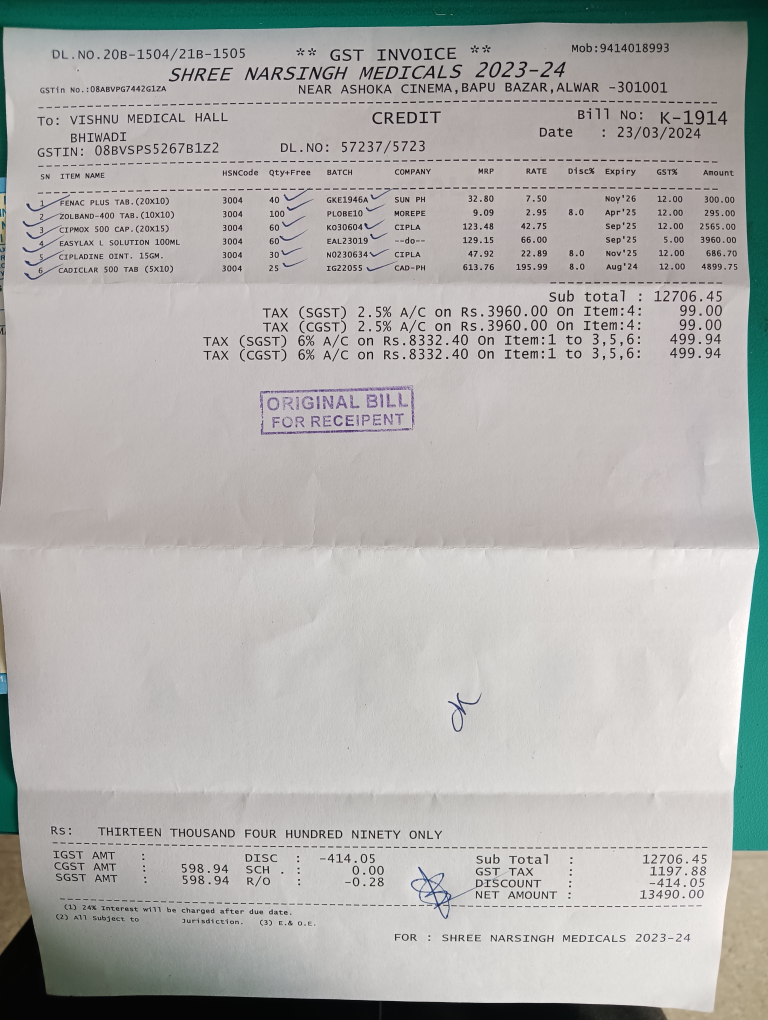 DL.NO.20B-1504/21B-1505 ** GST INVOICE ** Mob:9414018993
SHREE NARSINGH MEDICALS 2023-24
GSTin No.:08ABVPG7442G1ZA NEAR ASHOKA CINEMA,BAPU BAZAR,ALWAR -301001
To: VISHNU MEDICAL HALL CREDIT Bill No: K-1914
BHIWADI Date : 23/03/2024
GSTIN: 08BVSPS5267B1Z2 DL.NO: 57237/5723
SN ITEM NAME HSNCode Qty+Free BATCH COMPANY MRP RATE Disc% Expiry GST% Amount
1 FENAC PLUS TAB.(20X10) 3004 40 GKE1946A SUN PH 32.80 7.50 Nov'26 12.00 300.00
2 ZOLBAND-400 TAB.(10X10) 3004 100 PLOBE10 MOREPE 9.09 2.95 8.0 Apr'25 12.00 295.00
3 CIPMOX 500 CAP.(20X15) 3004 60 KO30604 CIPLA 123.48 42.75 Sep'25 12.00 2565.00
4 EASYLAX L SOLUTION 100ML 3004 60 EAL23019 --do-- 129.15 66.00 Sep'25 5.00 3960.00
5 CIPLADINE OINT. 15GM. 3004 30 NO230634 CIPLA 47.92 22.89 8.0 Nov'25 12.00 686.70
6 CADICLAR 500 TAB (5X10) 3004 25 IG22055 CAD-PH 613.76 195.99 8.0 Aug'24 12.00 4899.75
Sub total : 12706.45
TAX (SGST) 2.5% A/C on Rs.3960.00 On Item:4: 99.00
TAX (CGST) 2.5% A/C on Rs.3960.00 On Item:4: 99.00
TAX (SGST) 6% A/C on Rs.8332.40 On Item:1 to 3,5,6: 499.94
TAX (CGST) 6% A/C on Rs.8332.40 On Item:1 to 3,5,6: 499.94
ORIGINAL BILL
FOR RECEIPENT
Rs: THIRTEEN THOUSAND FOUR HUNDRED NINETY ONLY
IGST AMT : DISC : -414.05 Sub Total : 12706.45
CGST AMT : 598.94 SCH . : 0.00 GST TAX : 1197.88
SGST AMT : 598.94 R/O : -0.28 DISCOUNT : -414.05
NET AMOUNT : 13490.00
(1) 24% Interest will be charged after due date.
(2) All Subject to Jurisdiction. (3) E.& O.E.
FOR : SHREE NARSINGH MEDICALS 2023-24